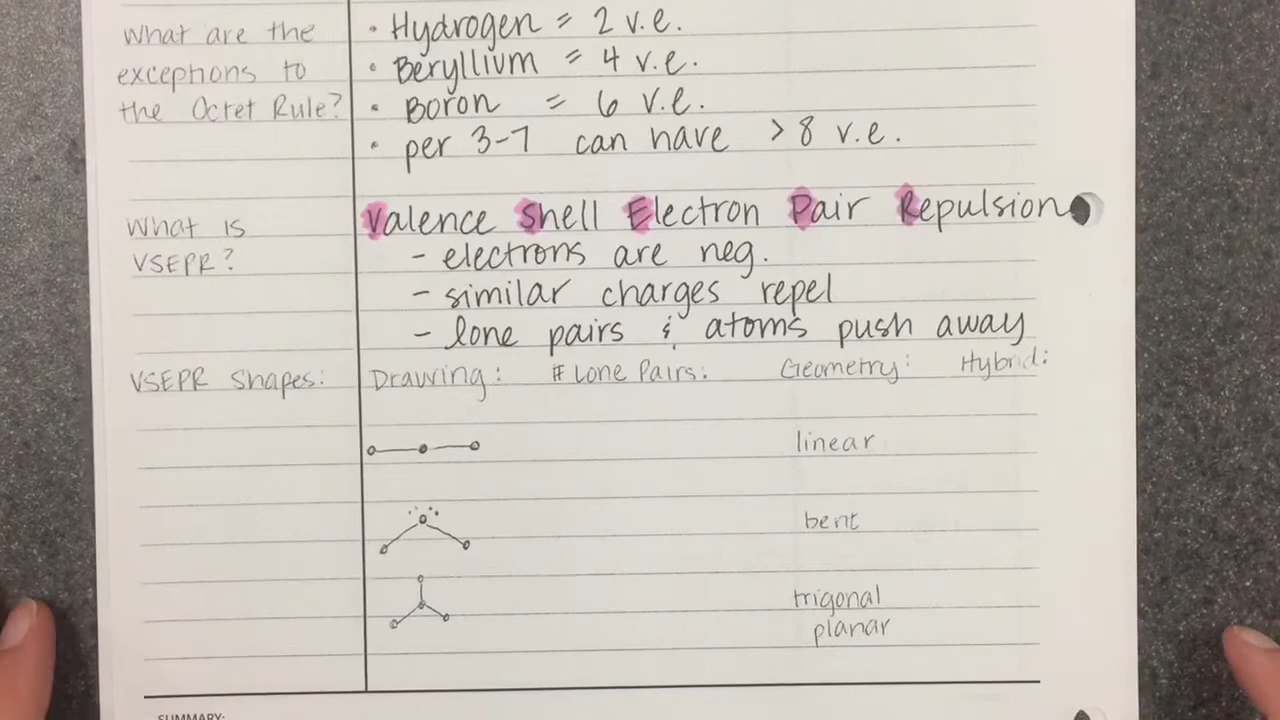 What are the
exceptions to
the Octet Rule?
• Hydrogen = 2 v.e.
• Beryllium = 4 v.e.
• Boron = 6 v.e.
• per 3-7 can have > 8 v.e.
What is
VSEPR?
Valence Shell Electron Pair Repulsion
- electrons are neg.
- similar charges repel
- lone pairs & atoms push away
VSEPR Shapes:
Drawing: # Lone Pairs: Geometry: Hybrid:
linear
bent
trigonal
planar
SUMMARY: